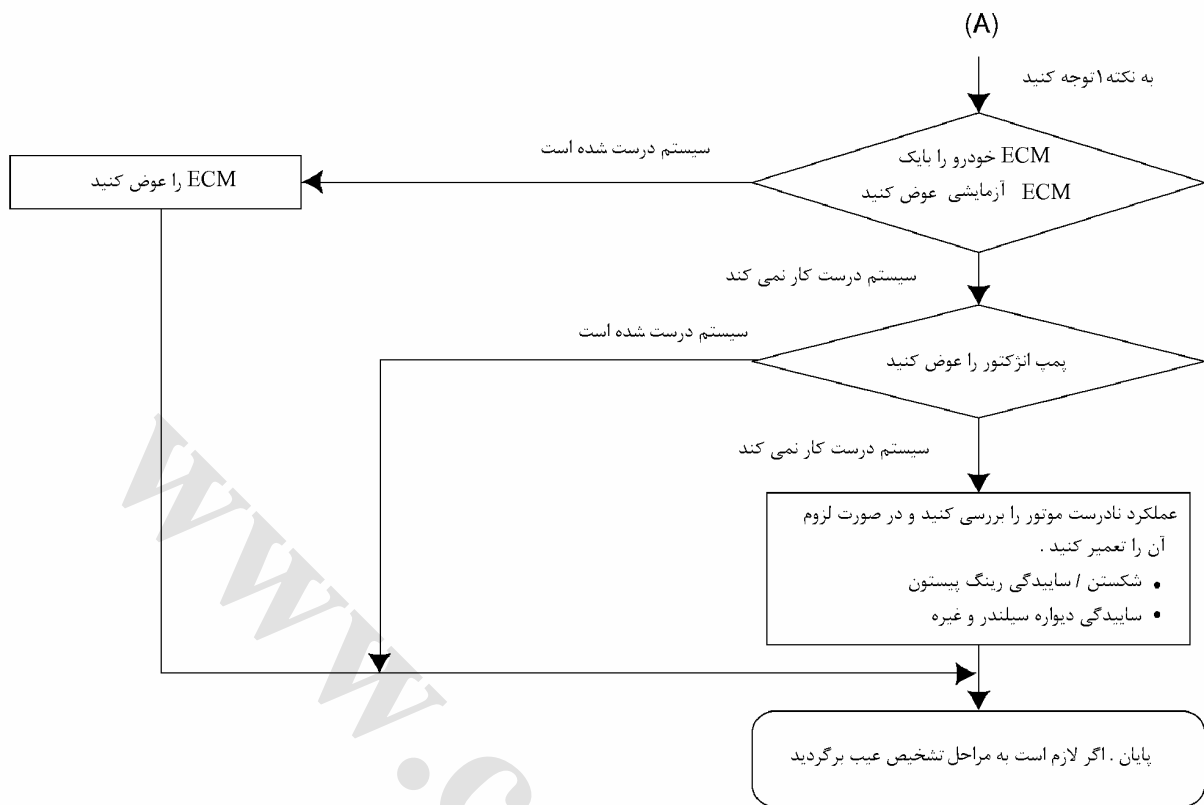 (A)
به نکته ۱ توجه کنید
ECM خودرو را بایک
ECM آزمایشی عوض کنید
سیستم درست شده است
ECM را عوض کنید
سیستم درست کار نمی کند
پمپ انژکتور را عوض کنید
سیستم درست شده است
سیستم درست کار نمی کند
عملکرد نادرست موتور را بررسی کنید و در صورت لزوم
آن را تعمیر کنید .
• شکستن / ساییدگی رینگ پیستون
• ساییدگی دیواره سیلندر و غیره
پایان . اگر لازم است به مراحل تشخیص عیب برگردید
www.c